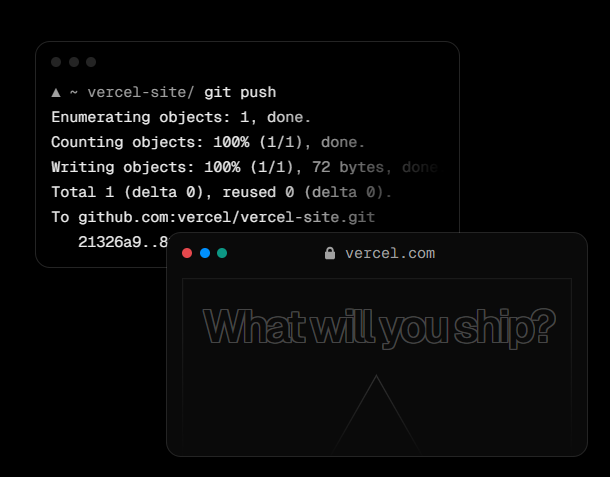 ▲ ~ vercel-site/ git push
Enumerating objects: 1, done.
Counting objects: 100% (1/1), done.
Writing objects: 100% (1/1), 72 bytes, done
Total 1 (delta 0), reused 0 (delta 0).
To github.com:vercel/vercel-site.git
21326a9..8
vercel.com
What will you ship?